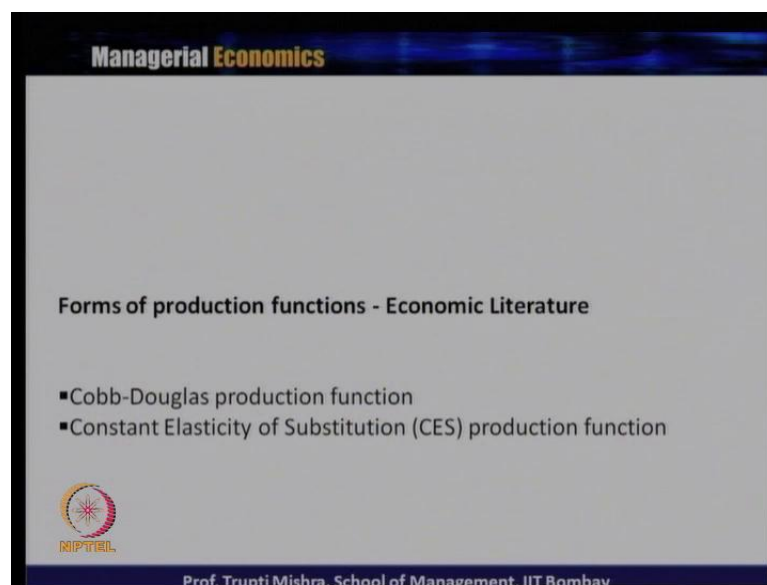 Managerial Economics
Forms of production functions - Economic Literature
▪Cobb-Douglas production function
▪Constant Elasticity of Substitution (CES) production function
NPTEL
Prof. Trupti Mishra, School of Management, IIT Bombay